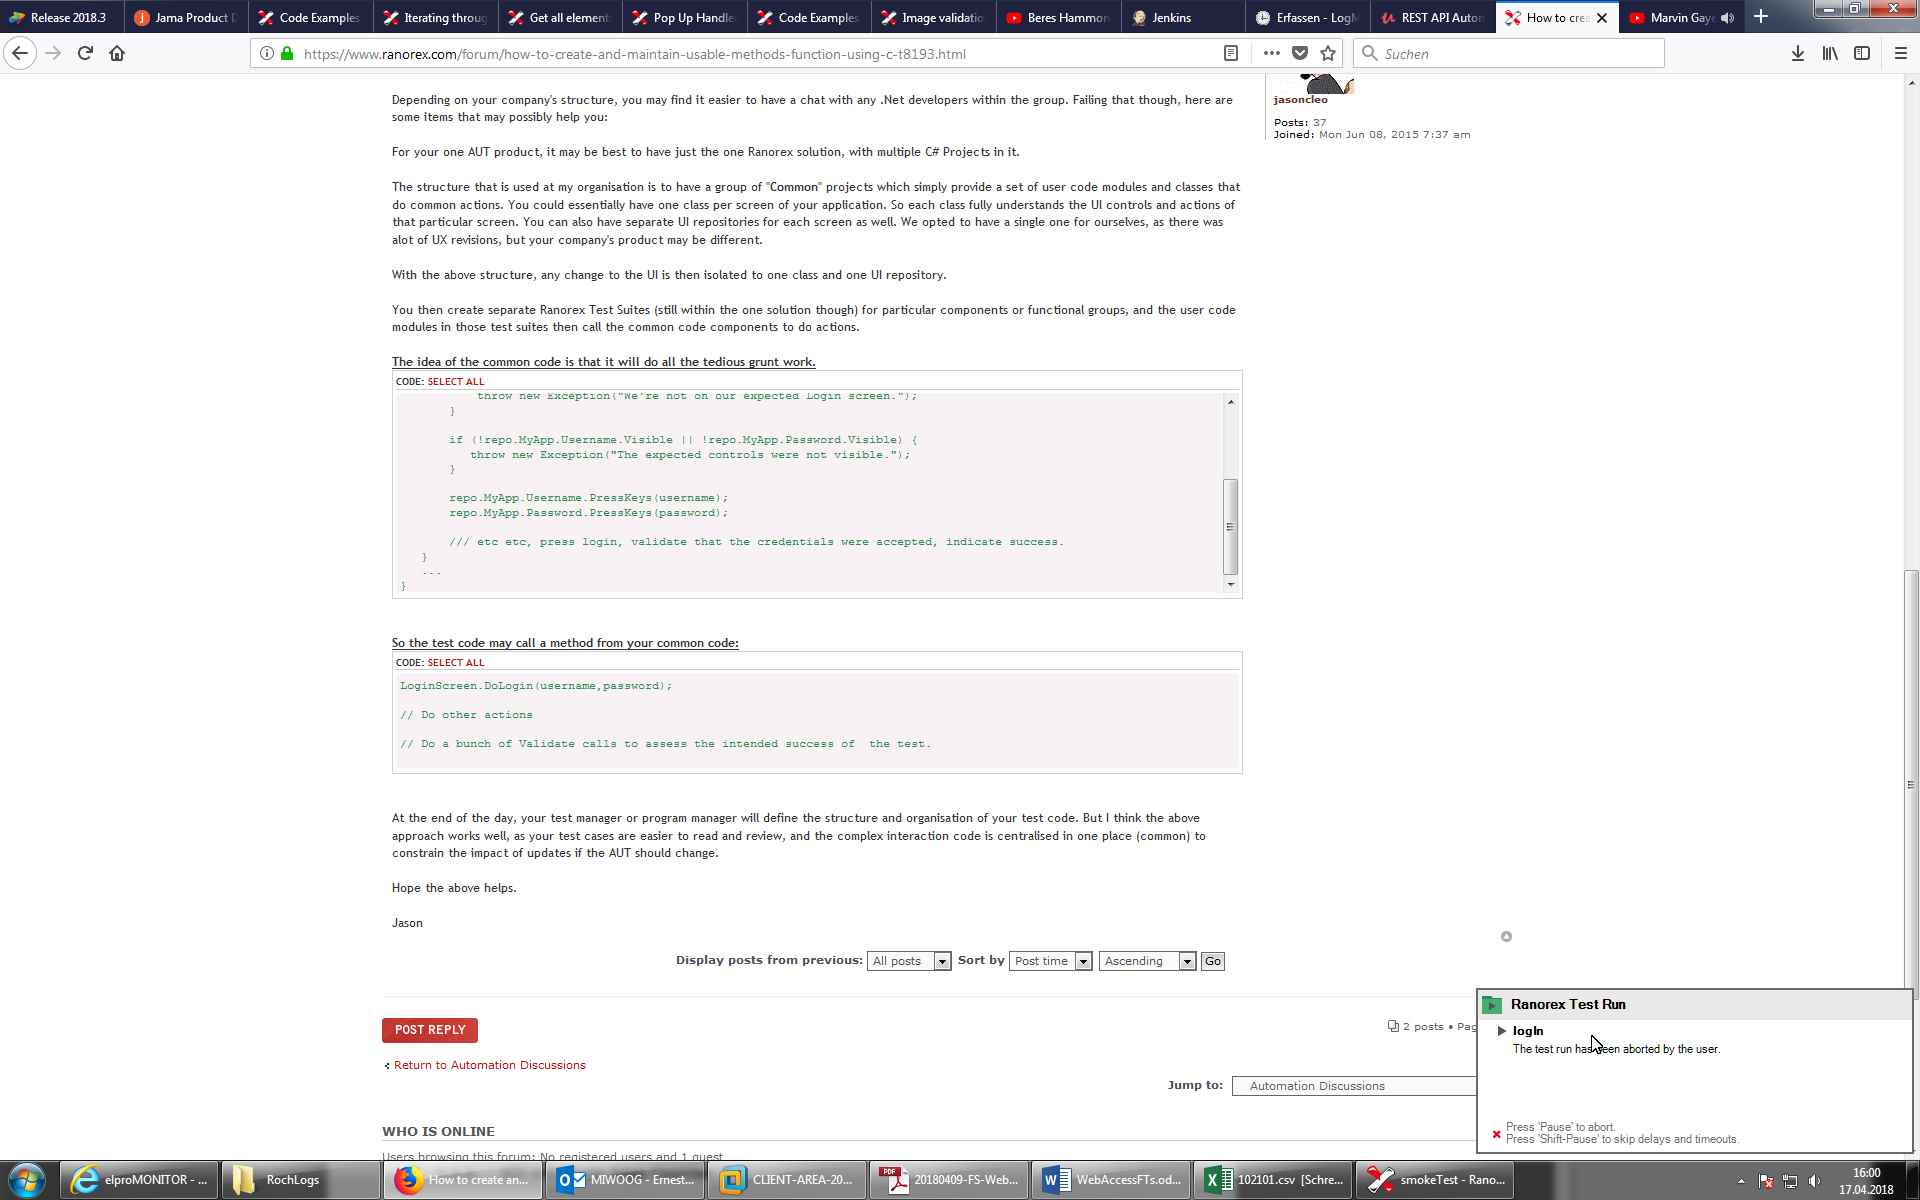 Release 2018.3
Jama Product D
Code Examples
Iterating throug
Get all element
Pop Up Handle
Code Examples
Image validatio
Beres Hammon
Jenkins
Erfassen - LogM
REST API Autom
How to crea
Marvin Gaye
https://www.ranorex.com/forum/how-to-create-and-maintain-usable-methods-function-using-c-t8193.html
Suchen
Depending on your company's structure, you may find it easier to have a chat with any .Net developers within the group. Failing that though, here are
some items that may possibly help you:
For your one AUT product, it may be best to have just the one Ranorex solution, with multiple C# Projects in it.
The structure that is used at my organisation is to have a group of "Common" projects which simply provide a set of user code modules and classes that
do common actions. You could essentially have one class per screen of your application. So each class fully understands the UI controls and actions of
that particular screen. You can also have separate UI repositories for each screen as well. We opted to have a single one for ourselves, as there was
alot of UX revisions, but your company's product may be different.
With the above structure, any change to the UI is then isolated to one class and one UI repository.
You then create separate Ranorex Test Suites (still within the one solution though) for particular components or functional groups, and the user code
modules in those test suites then call the common code components to do actions.
The idea of the common code is that it will do all the tedious grunt work.
CODE: SELECT ALL
throw new Exception("We're not on our expected Login screen.");
}
if (!repo.MyApp.Username.Visible || !repo.MyApp.Password.Visible) {
throw new Exception("The expected controls were not visible.");
}
repo.MyApp.Username.PressKeys(username);
repo.MyApp.Password.PressKeys(password);
/// etc etc, press login, validate that the credentials were accepted, indicate success.
}
...
}
So the test code may call a method from your common code:
CODE: SELECT ALL
LoginScreen.DoLogin(username,password);
// Do other actions
// Do a bunch of Validate calls to assess the intended success of  the test.
At the end of the day, your test manager or program manager will define the structure and organisation of your test code. But I think the above
approach works well, as your test cases are easier to read and review, and the complex interaction code is centralised in one place (common) to
constrain the impact of updates if the AUT should change.
Hope the above helps.
Jason
jasoncleo
Posts: 37
Joined: Mon Jun 08, 2015 7:37 am
Display posts from previous: All posts Sort by Post time Ascending Go
POST REPLY
2 posts • Pag
Return to Automation Discussions
Jump to: Automation Discussions
WHO IS ONLINE
Users browsing this forum: No registered users and 1 guest
Ranorex Test Run
logIn
The test run has been aborted by the user.
Press 'Pause' to abort.
Press 'Shift-Pause' to skip delays and timeouts.
elproMONITOR - ...
RochLogs
How to create an...
MIWOOG - Ernest...
CLIENT-AREA-20...
PDF
20180409-FS-Web...
WebAccessFTs.od...
102101.csv [Schre...
smokeTest - Rano...
16:00
17.04.2018